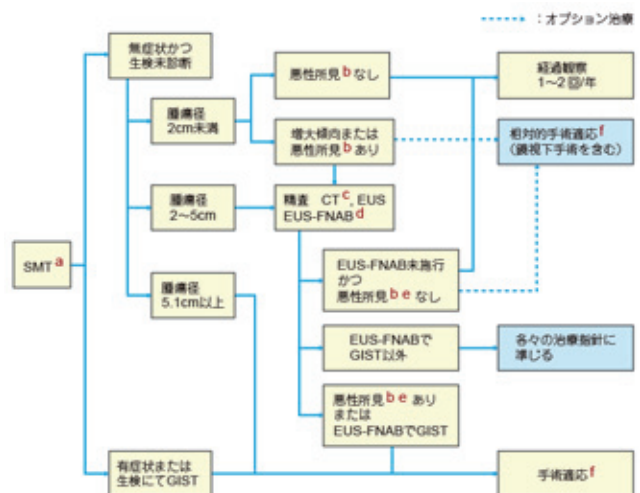 ：オプション治療
無症状かつ
生検未診断
悪性所見 b なし
経過観察
1～2回/年
腫瘍径
2cm未満
増大傾向または
悪性所見 b あり
相対的手術適応 f
（鏡視下手術を含む）
腫瘍径
2～5cm
精査 CT c, EUS
EUS-FNAB d
SMT a
腫瘍径
5.1cm以上
EUS-FNAB未施行
かつ
悪性所見 b e なし
EUS-FNABで
GIST以外
各々の治療指針に
準じる
悪性所見 b e あり
または
EUS-FNABでGIST
有症状または
生検にてGIST
手術適応 f